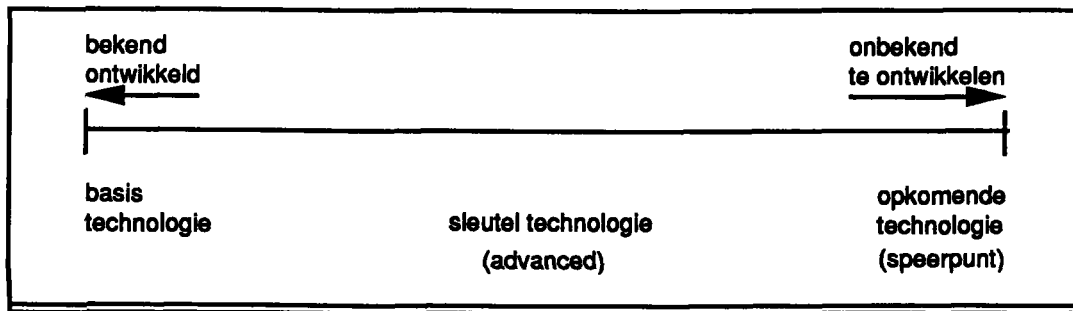 bekend
ontwikkeld
onbekend
te ontwikkelen
basis
technologie
sleutel technologie
(advanced)
opkomende
technologie
(speerpunt)